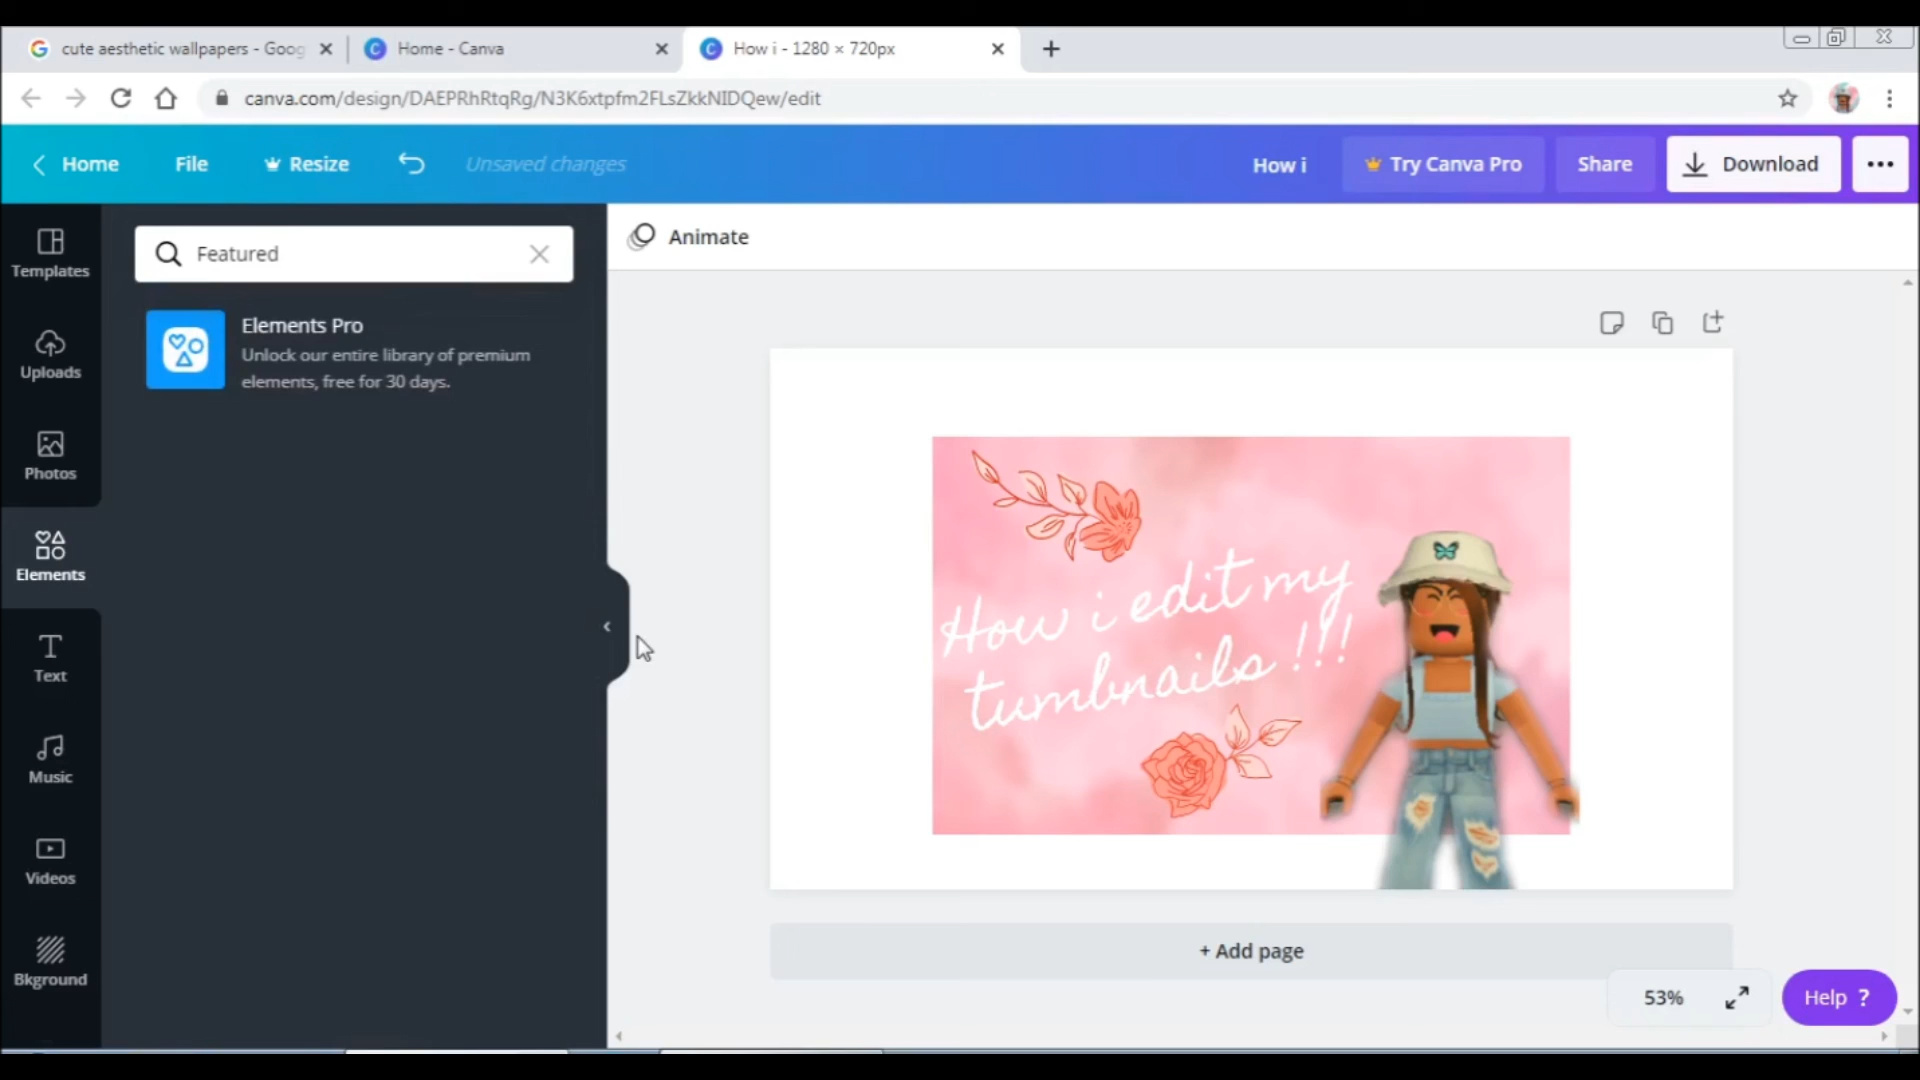 cute aesthetic wallpapers - Goog
Home - Canva
How i - 1280 × 720px
canva.com/design/DAEPRhRtqRg/N3K6xtpfm2FLsZkkNIDQew/edit
Home
File
Resize
Unsaved changes
How i
Try Canva Pro
Share
Download
Templates
Uploads
Photos
Elements
Text
Music
Videos
Bkground
Featured
Elements Pro
Unlock our entire library of premium
elements, free for 30 days.
Animate
How i edit my
tumbnails !!!
+ Add page
53%
Help ?